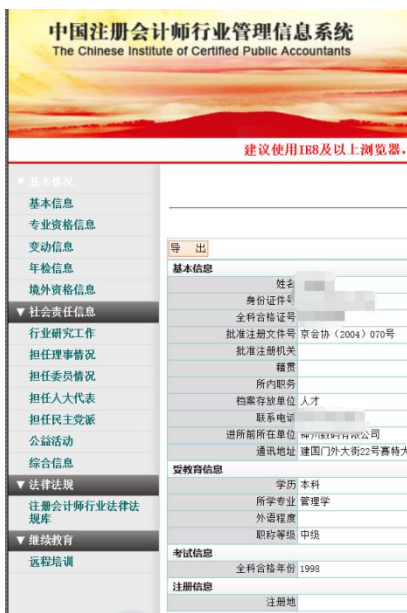 中国注册会计师行业管理信息系统
The Chinese Institute of Certified Public Accountants
建议使用IE8及以上浏览器,
▼ 基本情况
基本信息
专业资格信息
变动信息
年检信息
境外资格信息
▼ 社会责任信息
行业研究工作
担任理事情况
担任委员情况
担任人大代表
担任民主党派
公益活动
综合信息
▼ 法律法规
注册会计师行业法律法
规库
▼ 继续教育
远程培训
导 出
基本信息
姓名
身份证件号
全科合格证号
批准注册文件号 京会协(2004)070号
批准注册机关
籍贯
所内职务
档案存放单位 人才
联系电话
进所前所在单位 神州数码有限公司
通讯地址 建国门外大街22号赛特大
受教育信息
学历 本科
所学专业 管理学
外语程度
职称等级 中级
考试信息
全科合格年份 1998
注册信息
注册地